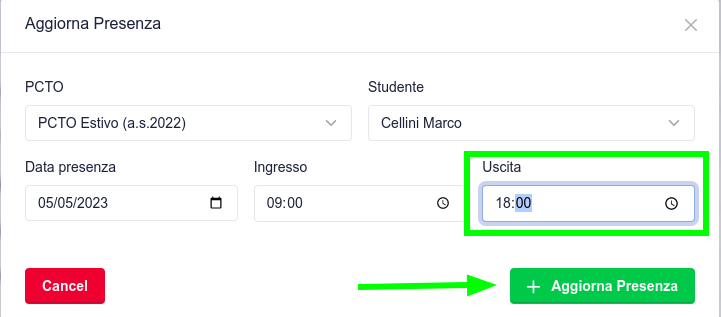 Aggiorna Presenza
PCTO Studente
PCTO Estivo (a.s.2022) Cellini Marco
Data presenza Ingresso Uscita
05/05/2023 09:00 18:00
Cancel + Aggiorna Presenza